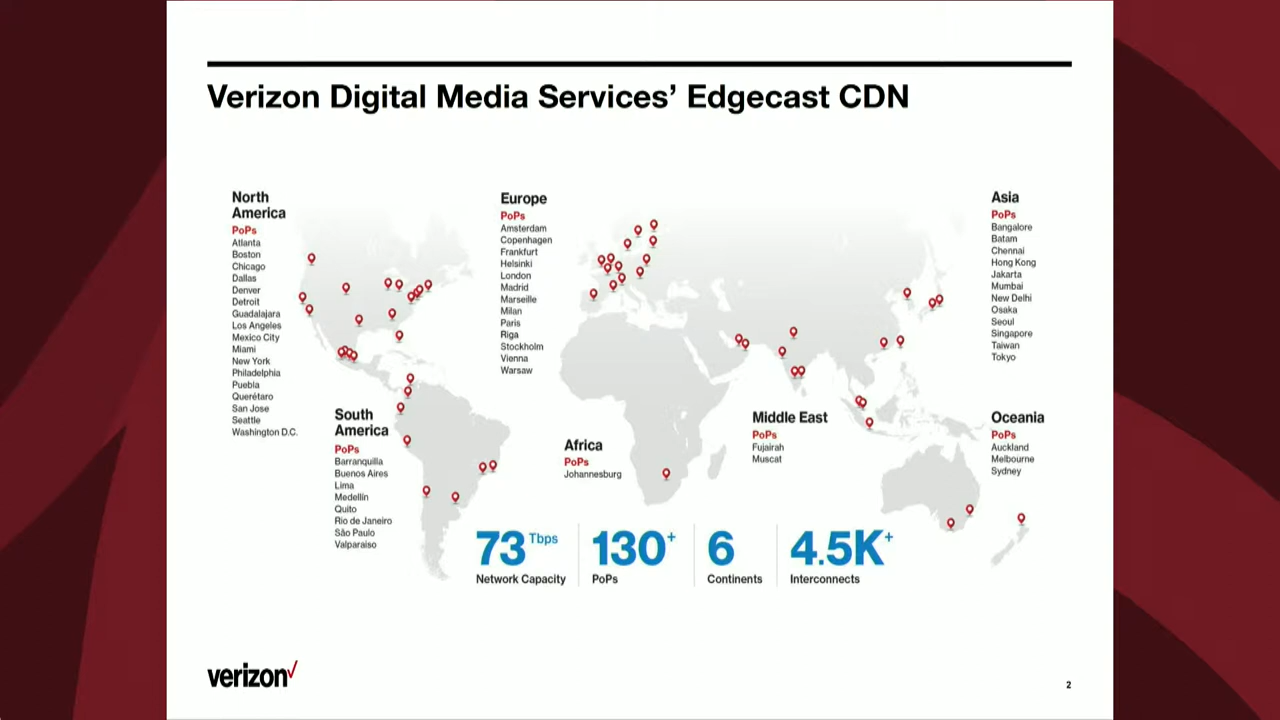 Verizon Digital Media Services' Edgecast CDN
North
America
PoPs
Atlanta
Boston
Chicago
Dallas
Denver
Detroit
Guadalajara
Los Angeles
Mexico City
Miami
New York
Philadelphia
Puebla
Querétaro
San Jose
Seattle
Washington D.C.
South
America
PoPs
Barranquilla
Buenos Aires
Lima
Medellin
Quito
Rio de Janeiro
São Paulo
Valparaiso
Europe
PoPs
Amsterdam
Copenhagen
Frankfurt
Helsinki
London
Madrid
Marseille
Milan
Paris
Riga
Stockholm
Vienna
Warsaw
Africa
PoPs
Johannesburg
Middle East
PoPs
Fujairah
Muscat
Asia
PoPs
Bangalore
Batam
Chennai
Hong Kong
Jakarta
Mumbai
New Delhi
Osaka
Seoul
Singapore
Taiwan
Tokyo
Oceania
PoPs
Auckland
Melbourne
Sydney
73 Tbps
Network Capacity
130+
PoPs
6
Continents
4.5K+
Interconnects
verizon
2